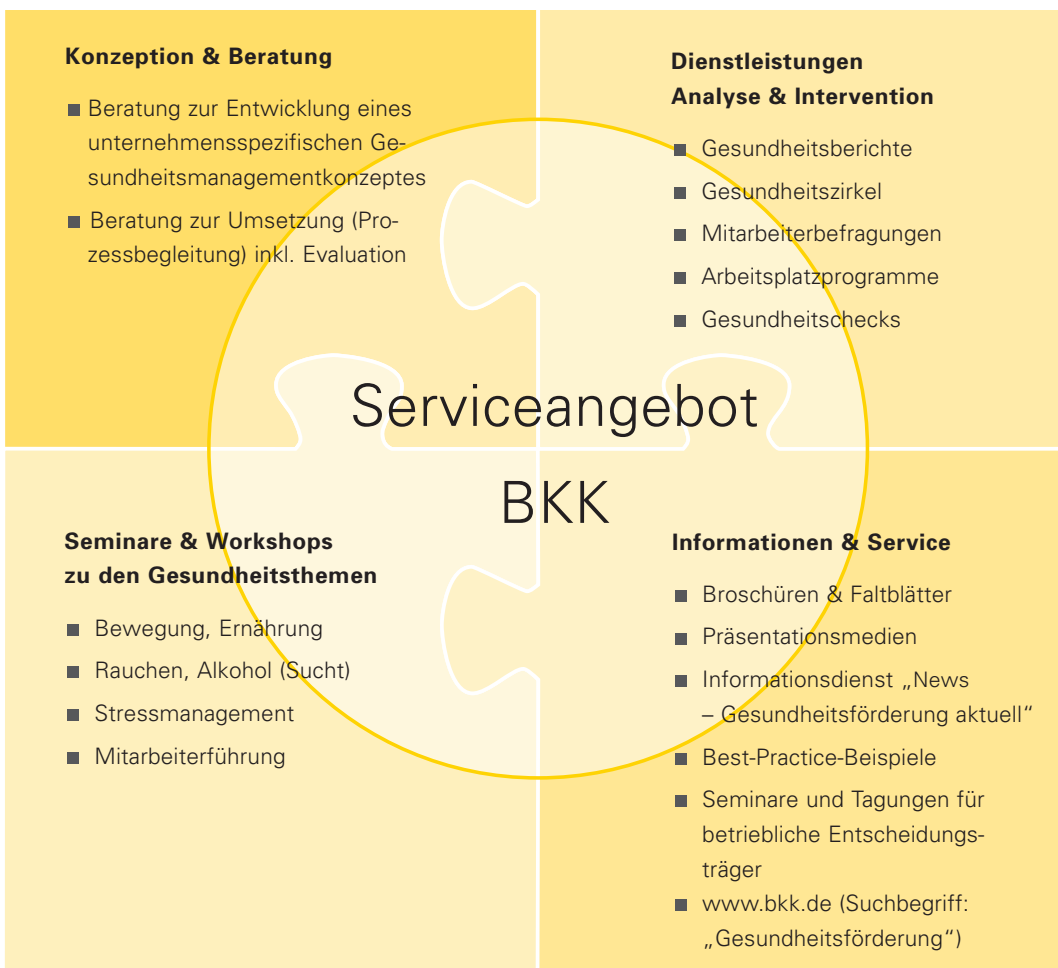 Konzeption & Beratung
■ Beratung zur Entwicklung eines
unternehmensspezifischen Ge-
sundheitsmanagementkonzeptes
■ Beratung zur Umsetzung (Pro-
zessbegleitung) inkl. Evaluation
Dienstleistungen
Analyse & Intervention
■ Gesundheitsberichte
■ Gesundheitszirkel
■ Mitarbeiterbefragungen
■ Arbeitsplatzprogramme
■ Gesundheitschecks
Serviceangebot
BKK
Seminare & Workshops
zu den Gesundheitsthemen
■ Bewegung, Ernährung
■ Rauchen, Alkohol (Sucht)
■ Stressmanagement
■ Mitarbeiterführung
Informationen & Service
■ Broschüren & Faltblätter
■ Präsentationsmedien
■ Informationsdienst „News
– Gesundheitsförderung aktuell“
■ Best-Practice-Beispiele
■ Seminare und Tagungen für
betriebliche Entscheidungs-
träger
■ www.bkk.de (Suchbegriff:
„Gesundheitsförderung“)